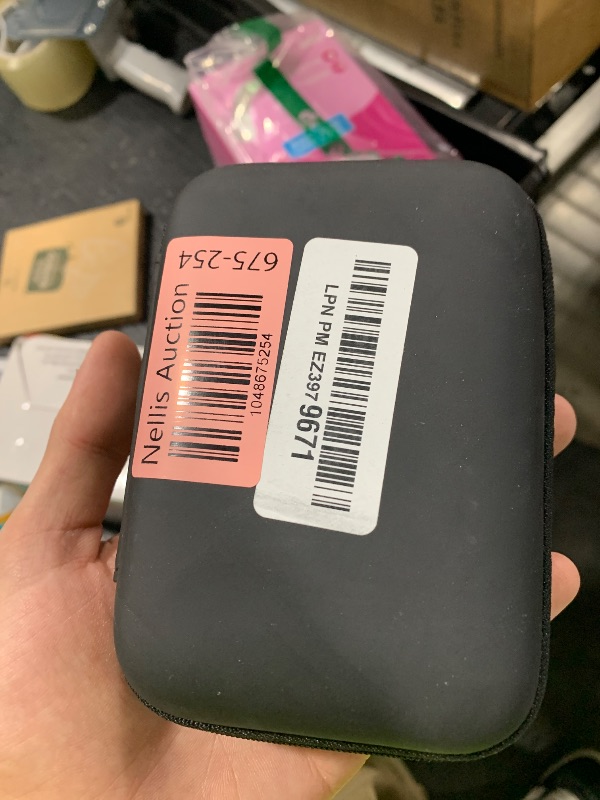 675-254
Nellis Auction
1048675254
LPN PM EZ397 9671